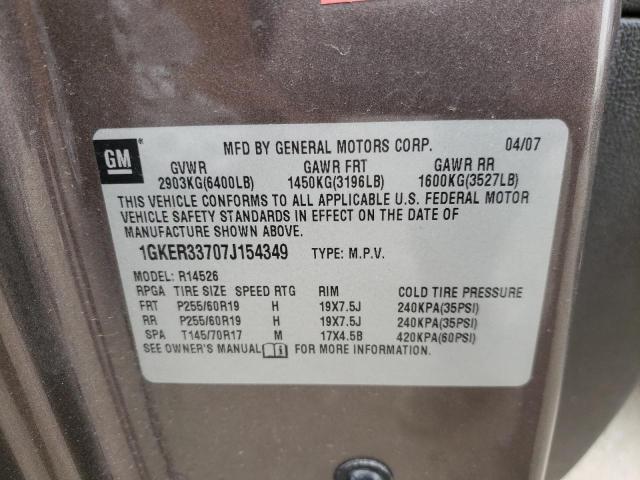 GM
MFD BY GENERAL MOTORS CORP. 04/07
GVWR GAWR FRT GAWR RR
2903KG(6400LB) 1450KG(3196LB) 1600KG(3527LB)
THIS VEHICLE CONFORMS TO ALL APPLICABLE U.S. FEDERAL MOTOR
VEHICLE SAFETY STANDARDS IN EFFECT ON THE DATE OF
MANUFACTURE SHOWN ABOVE.
1GKER33707J154349 TYPE: M.P.V.
MODEL: R14526
RPGA TIRE SIZE SPEED RTG RIM COLD TIRE PRESSURE
FRT P255/60R19 H 19X7.5J 240KPA(35PSI)
RR P255/60R19 H 19X7.5J 240KPA(35PSI)
SPA T145/70R17 M 17X4.5B 420KPA(60PSI)
SEE OWNER'S MANUAL FOR MORE INFORMATION.